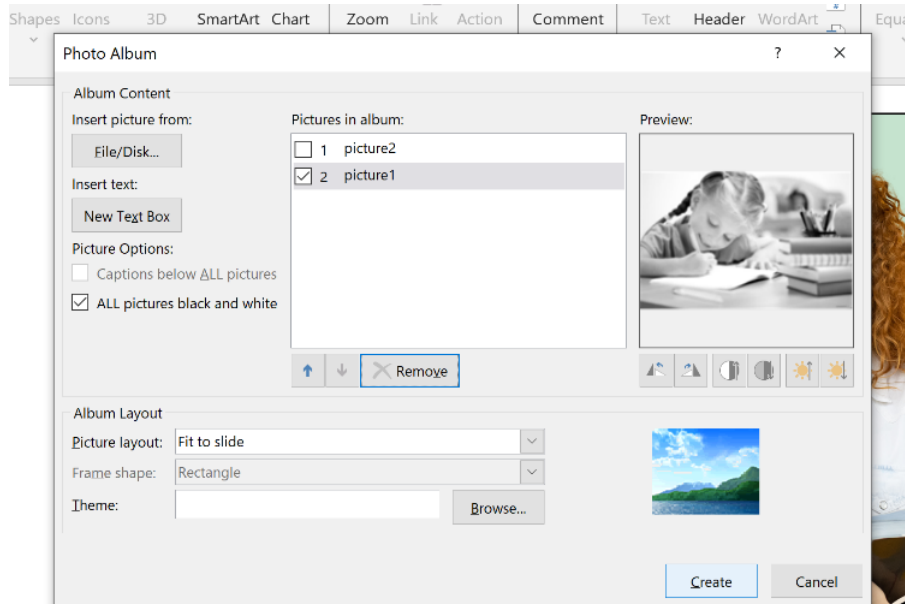 Shapes Icons 3D SmartArt Chart Zoom Link Action Comment Text Header WordArt
Photo Album ? ×
Album Content
Insert picture from:
File/Disk...
Insert text:
New Text Box
Picture Options:
Captions below ALL pictures
ALL pictures black and white
Pictures in album:
1 picture2
2 picture1
Remove
Preview:
Album Layout
Picture layout: Fit to slide
Frame shape: Rectangle
Theme:
Browse...
Create Cancel